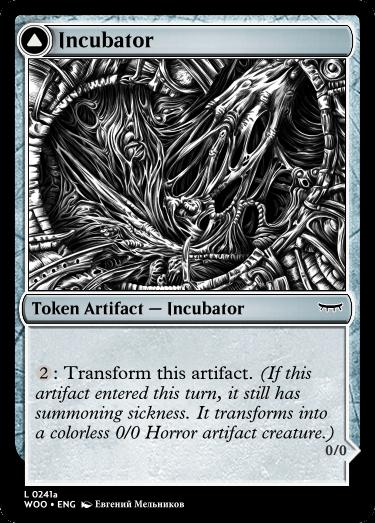 Incubator
Token Artifact — Incubator
2 : Transform this artifact. (If this
artifact entered this turn, it still has
summoning sickness. It transforms into
a colorless 0/0 Horror artifact creature.)
0/0
L 0241a
WOO • ENG Евгений Мельников